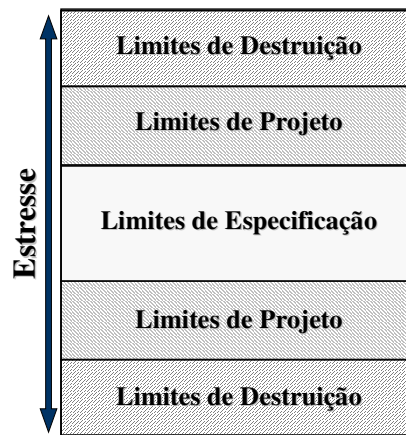 Estresse
Limites de Destruição
Limites de Projeto
Limites de Especificação
Limites de Projeto
Limites de Destruição